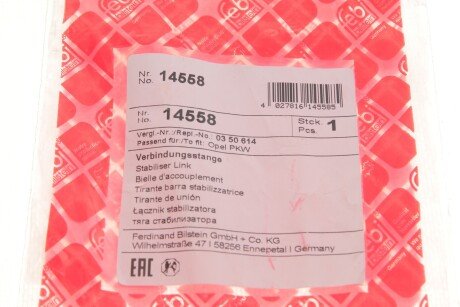 Nr.
No. 14558
4 027816 145585
Nr.
No. 14558
Stck.
Pcs. 1
Vergl.-Nr./Repl.-No.: 03 50 614
Passend für/To fit: Opel PKW
Verbindungsstange
Stabiliser Link
Bielle d'accouplement
Tirante barra stabilizzatrice
Tirante de unión
Łącznik stabilizatora
тяга стабилизатора
Ferdinand Bilstein GmbH + Co. KG
Wilhelmstraße 47 | 58256 Ennepetal | Germany
EAC
febi